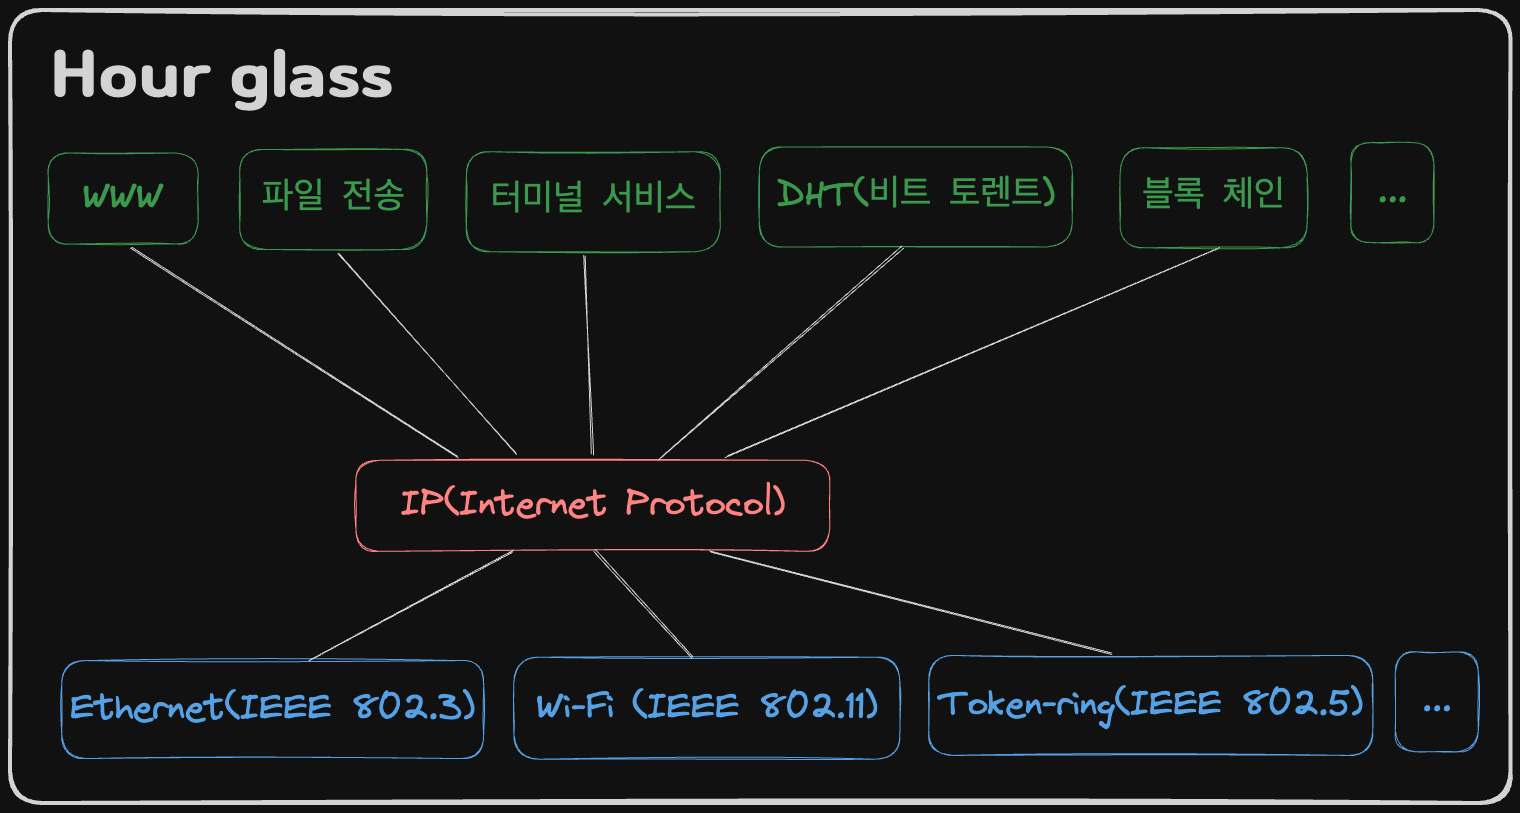 Hour glass
WWW
파일 전송
터미널 서비스
DHT(비트 토렌트)
블록 체인
...
IP(Internet Protocol)
Ethernet(IEEE 802.3)
Wi-Fi (IEEE 802.11)
Token-ring(IEEE 802.5)
...